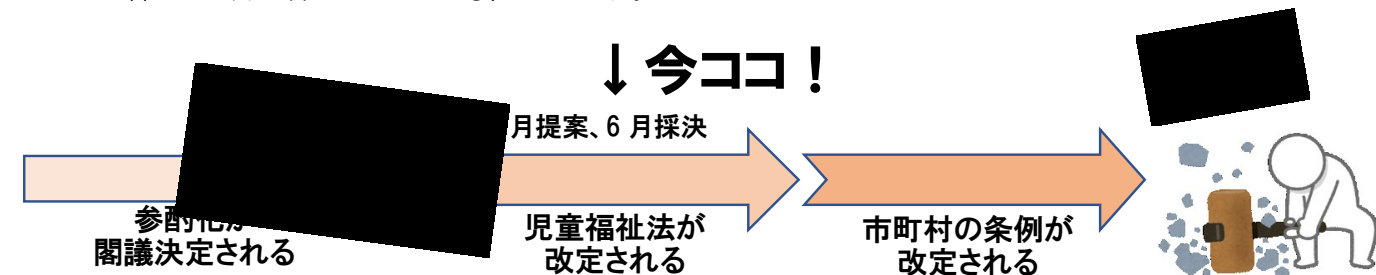 ↓今ココ！
月提案、6月採決
参酌化が
閣議決定される
児童福祉法が
改定される
市町村の条例が
改定される